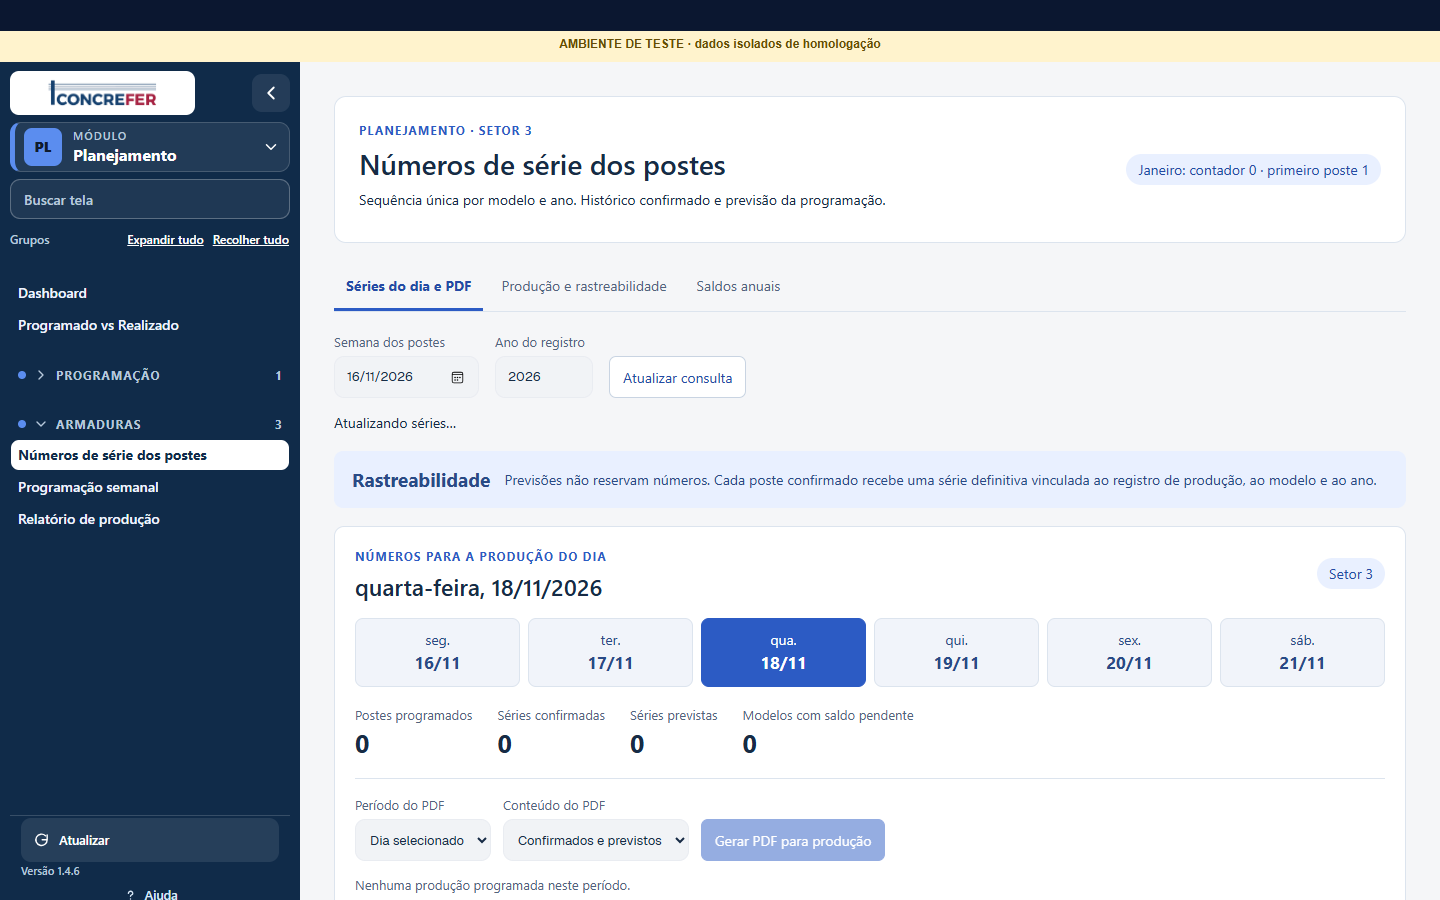 AMBIENTE DE TESTE · dados isolados de homologação
CONCREFER
PL
MÓDULO
Planejamento
Buscar tela
Grupos
Expandir tudo
Recolher tudo
Dashboard
Programado vs Realizado
PROGRAMAÇÃO
1
ARMADURAS
3
Números de série dos postes
Programação semanal
Relatório de produção
Atualizar
Versão 1.4.6
? Ajuda
PLANEJAMENTO · SETOR 3
Números de série dos postes
Sequência única por modelo e ano. Histórico confirmado e previsão da programação.
Janeiro: contador 0 · primeiro poste 1
Séries do dia e PDF
Produção e rastreabilidade
Saldos anuais
Semana dos postes
16/11/2026
Ano do registro
2026
Atualizar consulta
Atualizando séries...
Rastreabilidade
Previsões não reservam números. Cada poste confirmado recebe uma série definitiva vinculada ao registro de produção, ao modelo e ao ano.
NÚMEROS PARA A PRODUÇÃO DO DIA
quarta-feira, 18/11/2026
Setor 3
seg.
16/11
ter.
17/11
qua.
18/11
qui.
19/11
sex.
20/11
sáb.
21/11
Postes programados
0
Séries confirmadas
0
Séries previstas
0
Modelos com saldo pendente
0
Período do PDF
Dia selecionado
Conteúdo do PDF
Confirmados e previstos
Gerar PDF para produção
Nenhuma produção programada neste período.